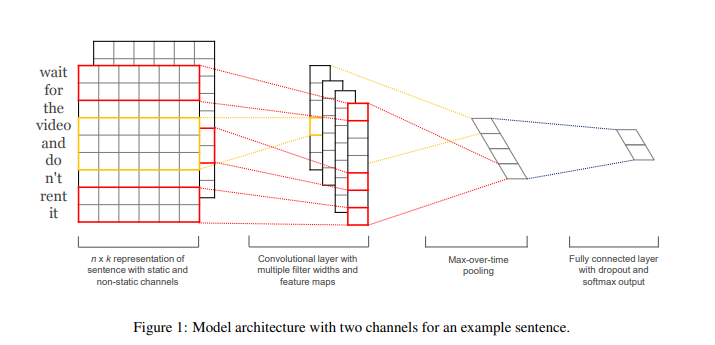 wait
for
the
video
and
do
n't
rent
it
n x k representation of
sentence with static and
non-static channels
Convolutional layer with
multiple filter widths and
feature maps
Max-over-time
pooling
Fully connected layer
with dropout and
softmax output
Figure 1: Model architecture with two channels for an example sentence.